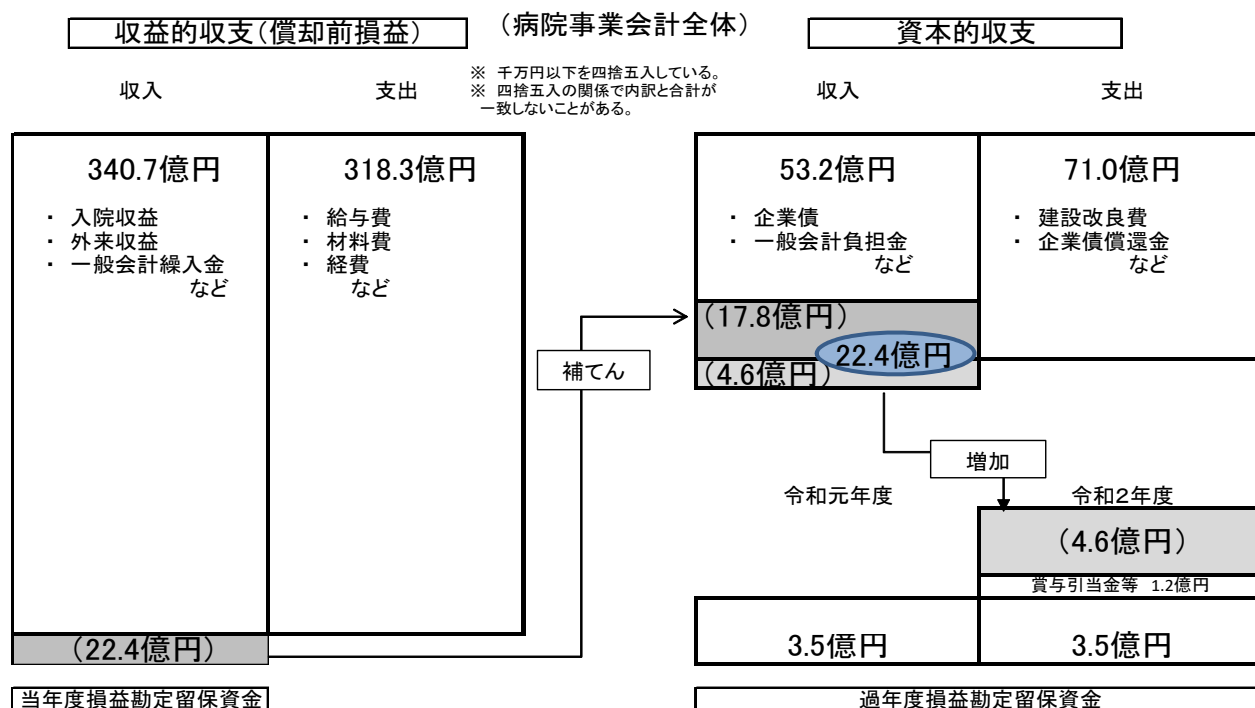 収益的収支(償却前損益)
(病院事業会計全体)
資本的収支
収入
支出
※ 千万円以下を四捨五入している。
※ 四捨五入の関係で内訳と合計が
一致しないことがある。
収入
支出
340.7億円
・ 入院収益
・ 外来収益
・ 一般会計繰入金
など
318.3億円
・ 給与費
・ 材料費
・ 経費
など
53.2億円
・ 企業債
・ 一般会計負担金
など
71.0億円
・ 建設改良費
・ 企業債償還金
など
(17.8億円)
22.4億円
(4.6億円)
補てん
増加
令和元年度
令和2年度
(4.6億円)
賞与引当金等 1.2億円
(22.4億円)
3.5億円
3.5億円
当年度損益勘定留保資金
過年度損益勘定留保資金